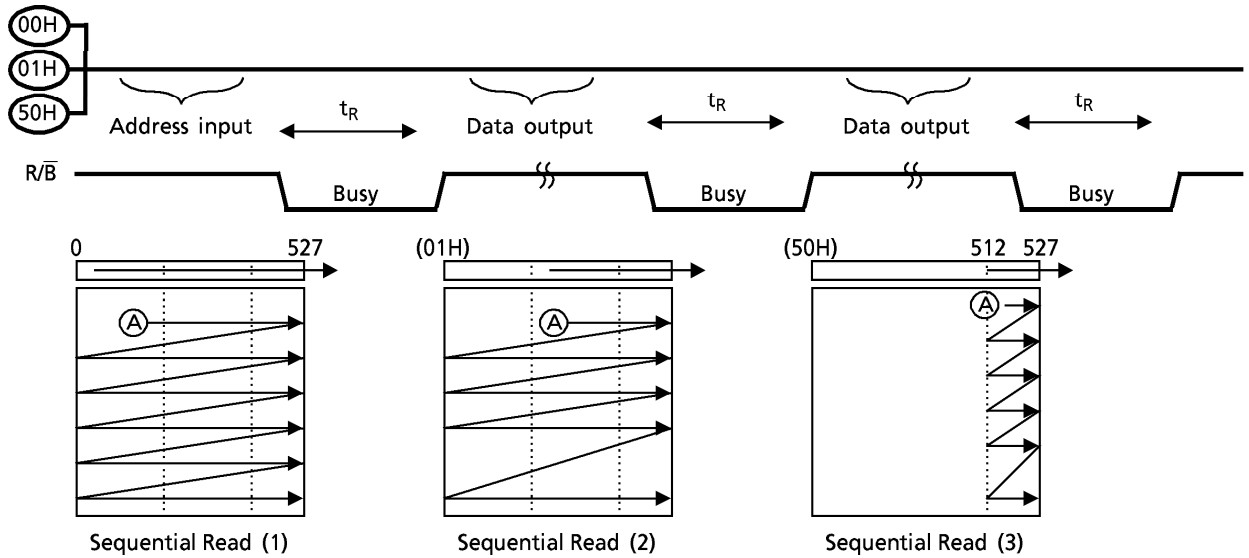 00H
01H
50H
Address input
tR
Data output
tR
Data output
tR
R/B̅
Busy
Busy
Busy
0 527
(01H)
(50H) 512 527
A
A
A
Sequential Read (1)
Sequential Read (2)
Sequential Read (3)